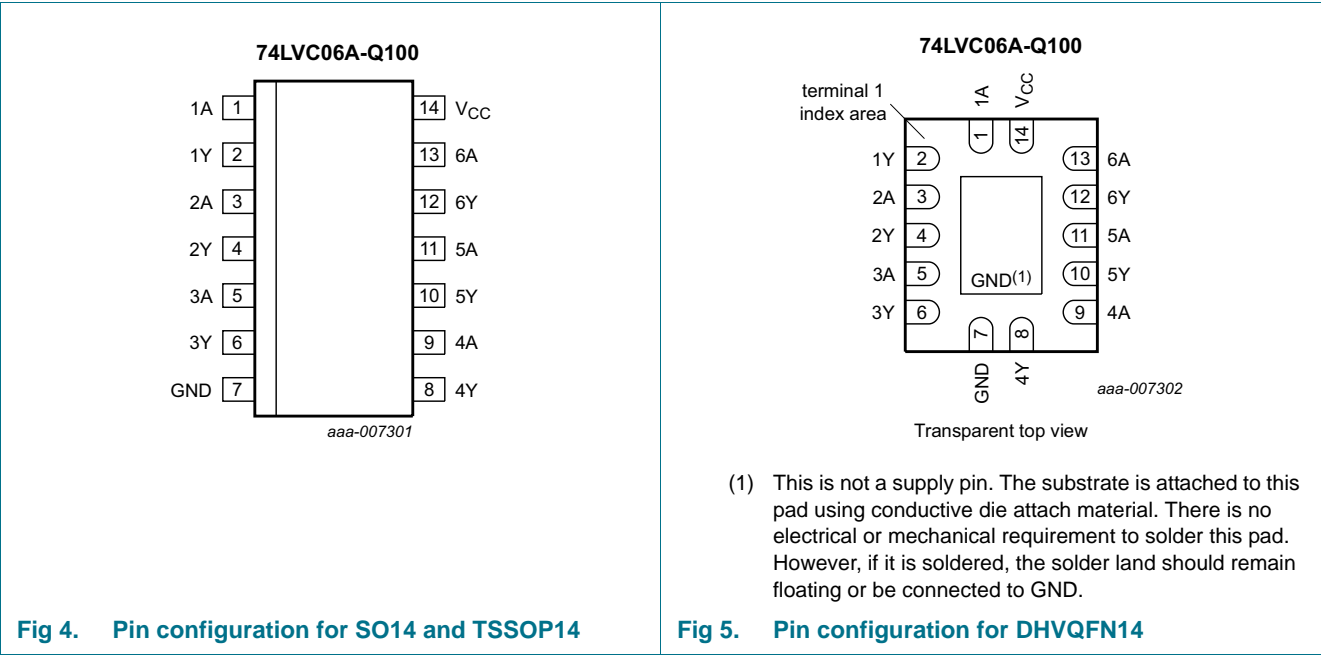 74LVC06A-Q100
1A 1 14 VCC
1Y 2 13 6A
2A 3 12 6Y
2Y 4 11 5A
3A 5 10 5Y
3Y 6 9 4A
GND 7 8 4Y
aaa-007301
Fig 4. Pin configuration for SO14 and TSSOP14
74LVC06A-Q100
terminal 1
index area
1A VCC
1 14
1Y 2 13 6A
2A 3 12 6Y
2Y 4 11 5A
3A 5 10 5Y
GND(1)
3Y 6 9 4A
7 8
GND 4Y
aaa-007302
Transparent top view
(1) This is not a supply pin. The substrate is attached to this
pad using conductive die attach material. There is no
electrical or mechanical requirement to solder this pad.
However, if it is soldered, the solder land should remain
floating or be connected to GND.
Fig 5. Pin configuration for DHVQFN14